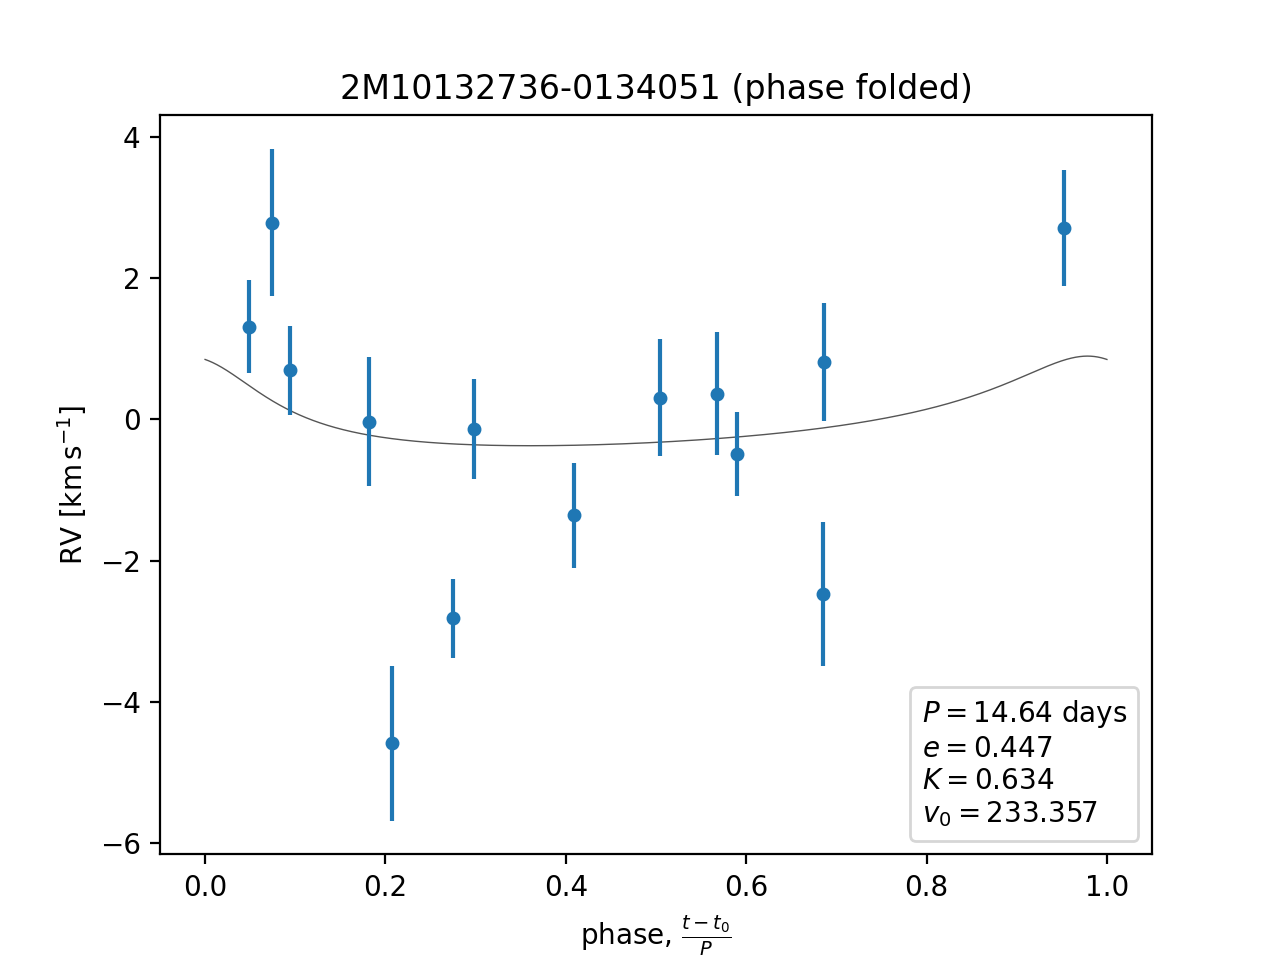 2M10132736-0134051 (phase folded)
RV [km s⁻¹]
4
2
0
−2
−4
−6
0.0 0.2 0.4 0.6 0.8 1.0
phase, (t − t₀)/P
P = 14.64 days
e = 0.447
K = 0.634
v₀ = 233.357